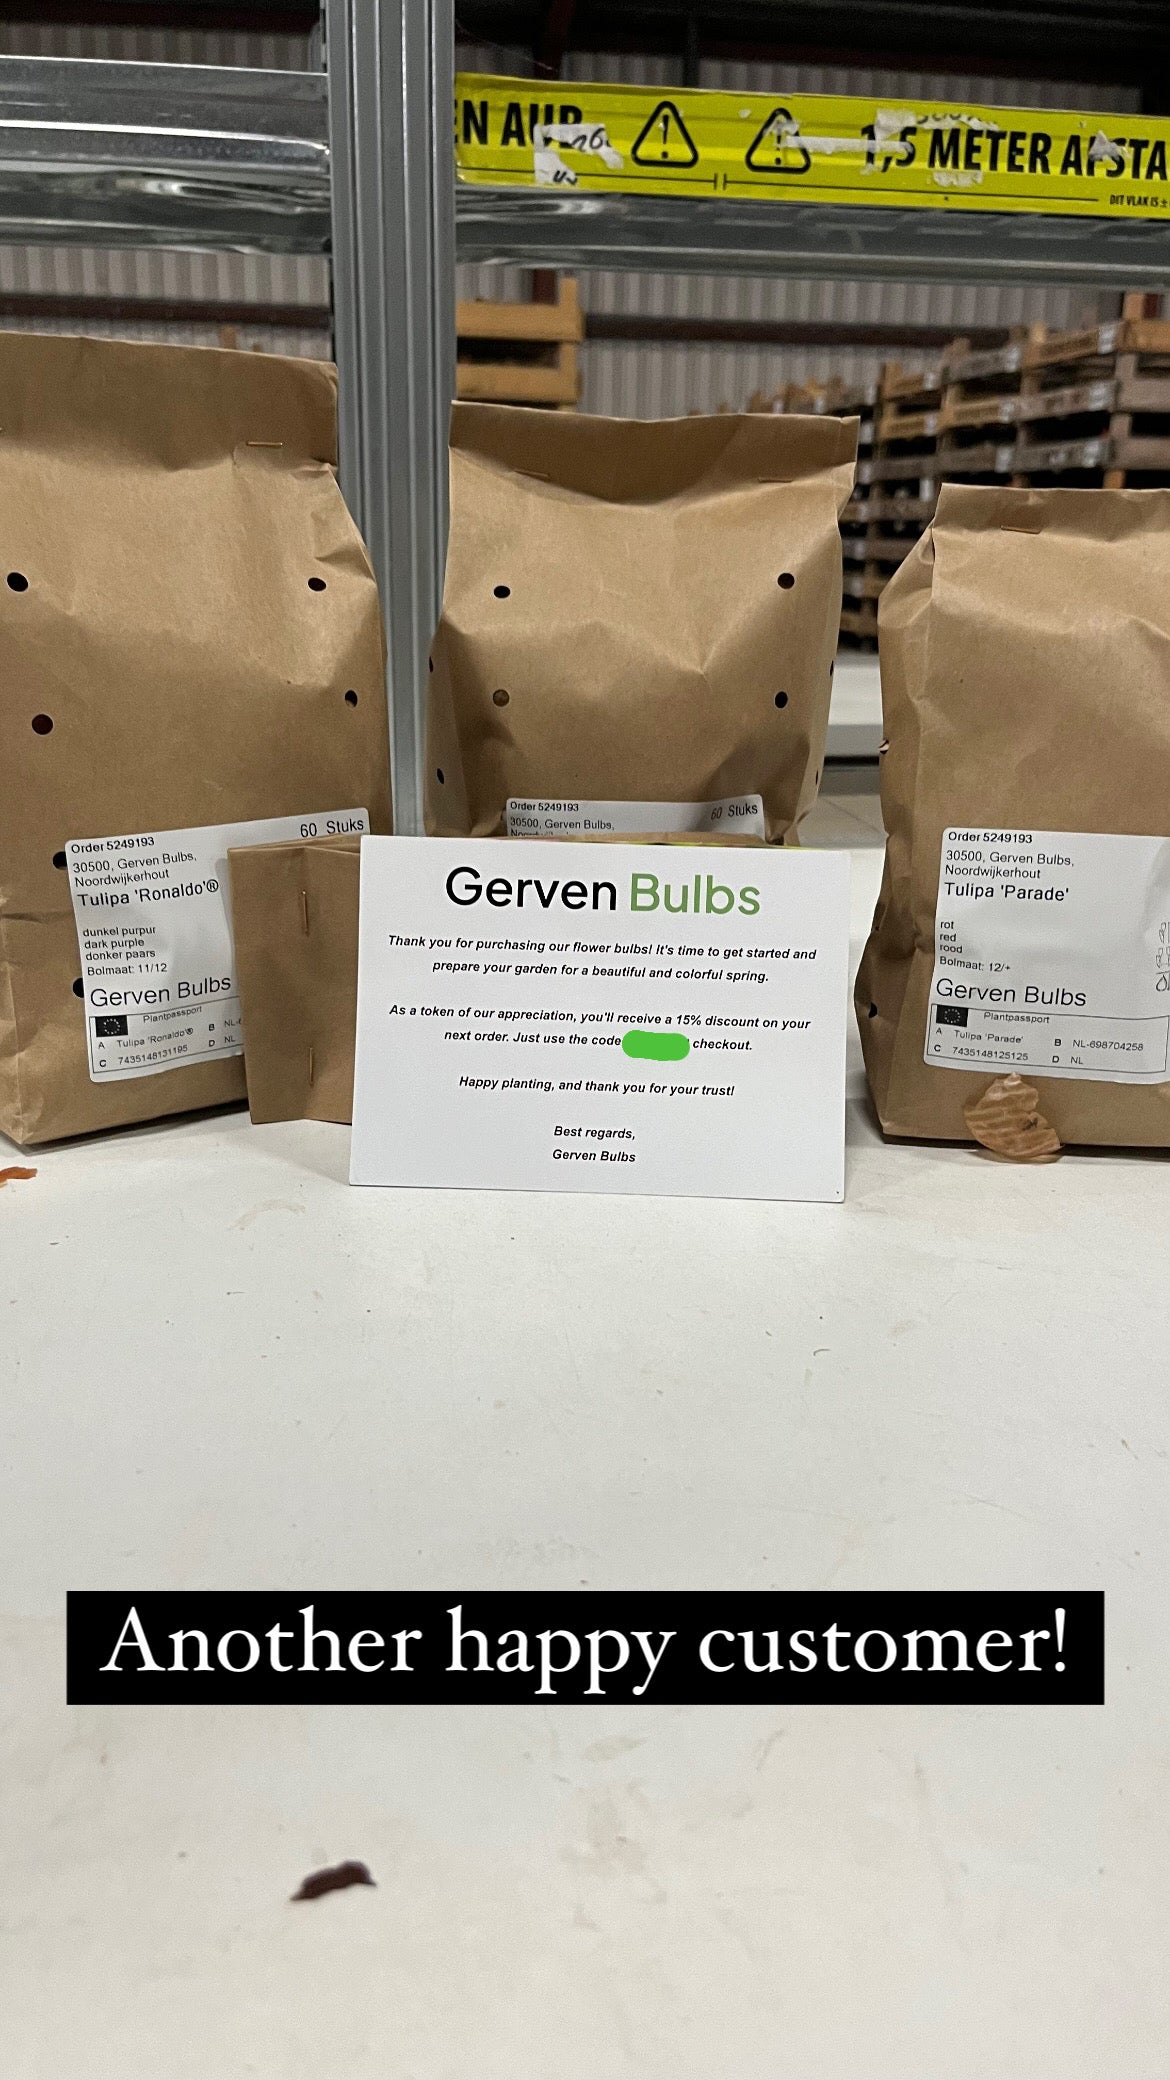 EN AUB
1,5 METER AFSTA
DIT VLAK IS ±
Order 5249193
60 Stuks
30500, Gerven Bulbs,
Noordwijkerhout
Tulipa 'Ronaldo'®
dunkel purpur
dark purple
donker paars
Bolmaat: 11/12
Gerven Bulbs
Plantpassport
A Tulipa 'Ronaldo'® B NL-
C 7435148131195 D NL
Order 5249193
60 Stuks
30500, Gerven Bulbs,
Gerven Bulbs
Thank you for purchasing our flower bulbs! It's time to get started and
prepare your garden for a beautiful and colorful spring.
As a token of our appreciation, you'll receive a 15% discount on your
next order. Just use the code checkout.
Happy planting, and thank you for your trust!
Best regards,
Gerven Bulbs
Order 5249193
30500, Gerven Bulbs,
Noordwijkerhout
Tulipa 'Parade'
rot
red
rood
Bolmaat: 12/+
Gerven Bulbs
Plantpassport
A Tulipa 'Parade' B NL-698704258
C 7435148125125 D NL
Another happy customer!